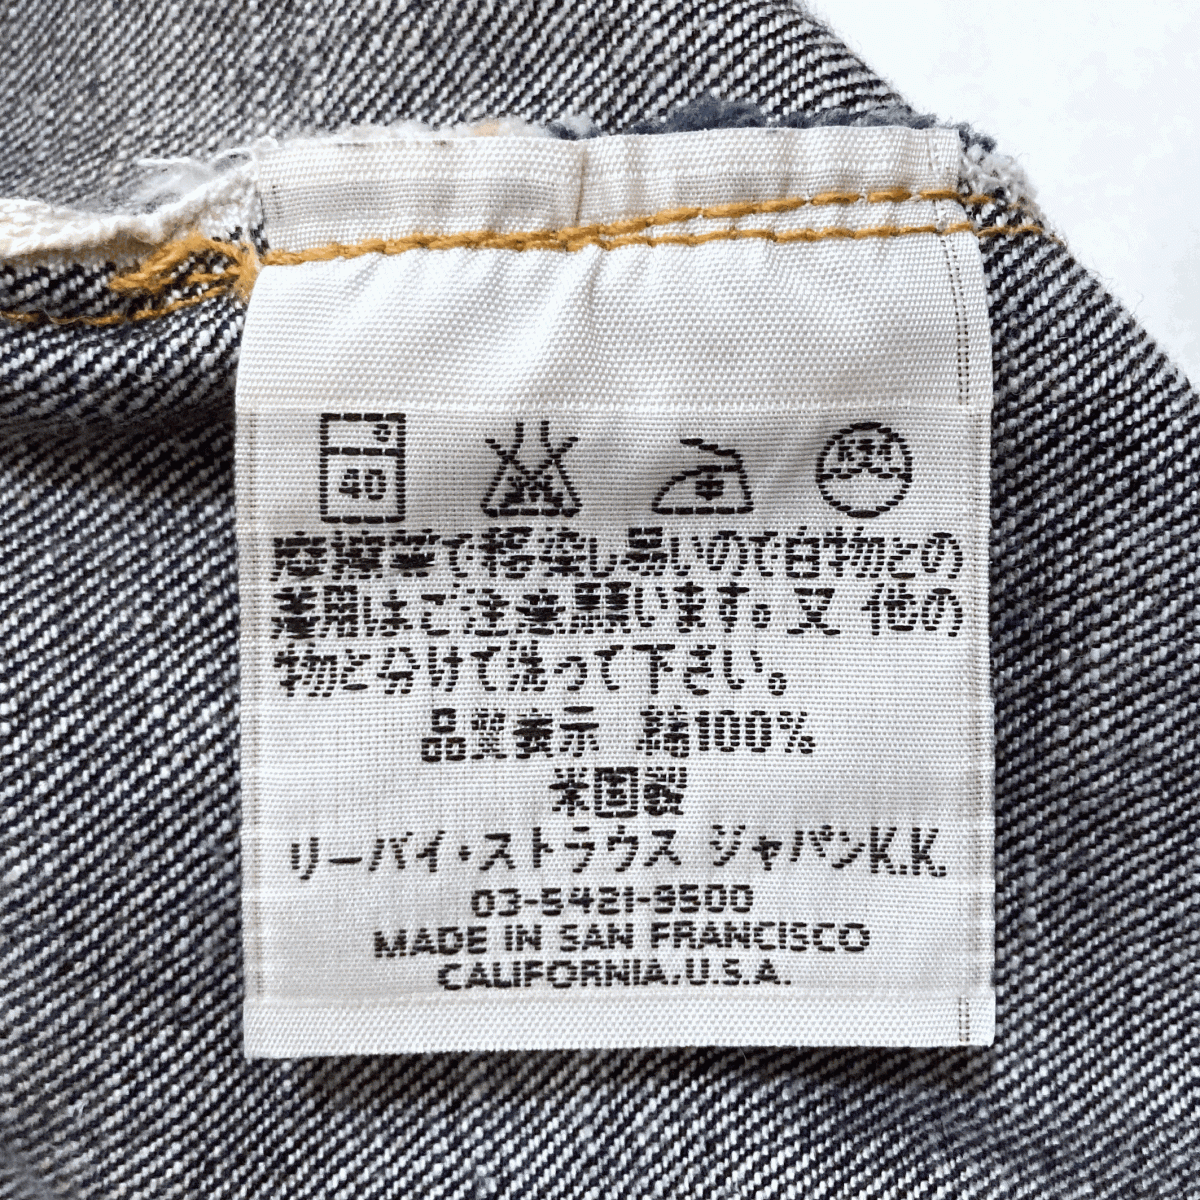 40
中
摩擦等で移染し易いので白物との
着用はご注意願います。又 他の
物と分けて洗って下さい。
品質表示 綿100%
米国製
リーバイ・ストラウス ジャパンK.K.
03-5421-9500
MADE IN SAN FRANCISCO
CALIFORNIA.U.S.A.